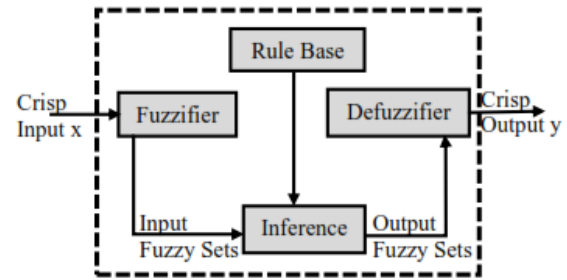 Rule Base
Crisp
Input x
Fuzzifier
Defuzzifier
Crisp
Output y
Input
Fuzzy Sets
Inference
Output
Fuzzy Sets